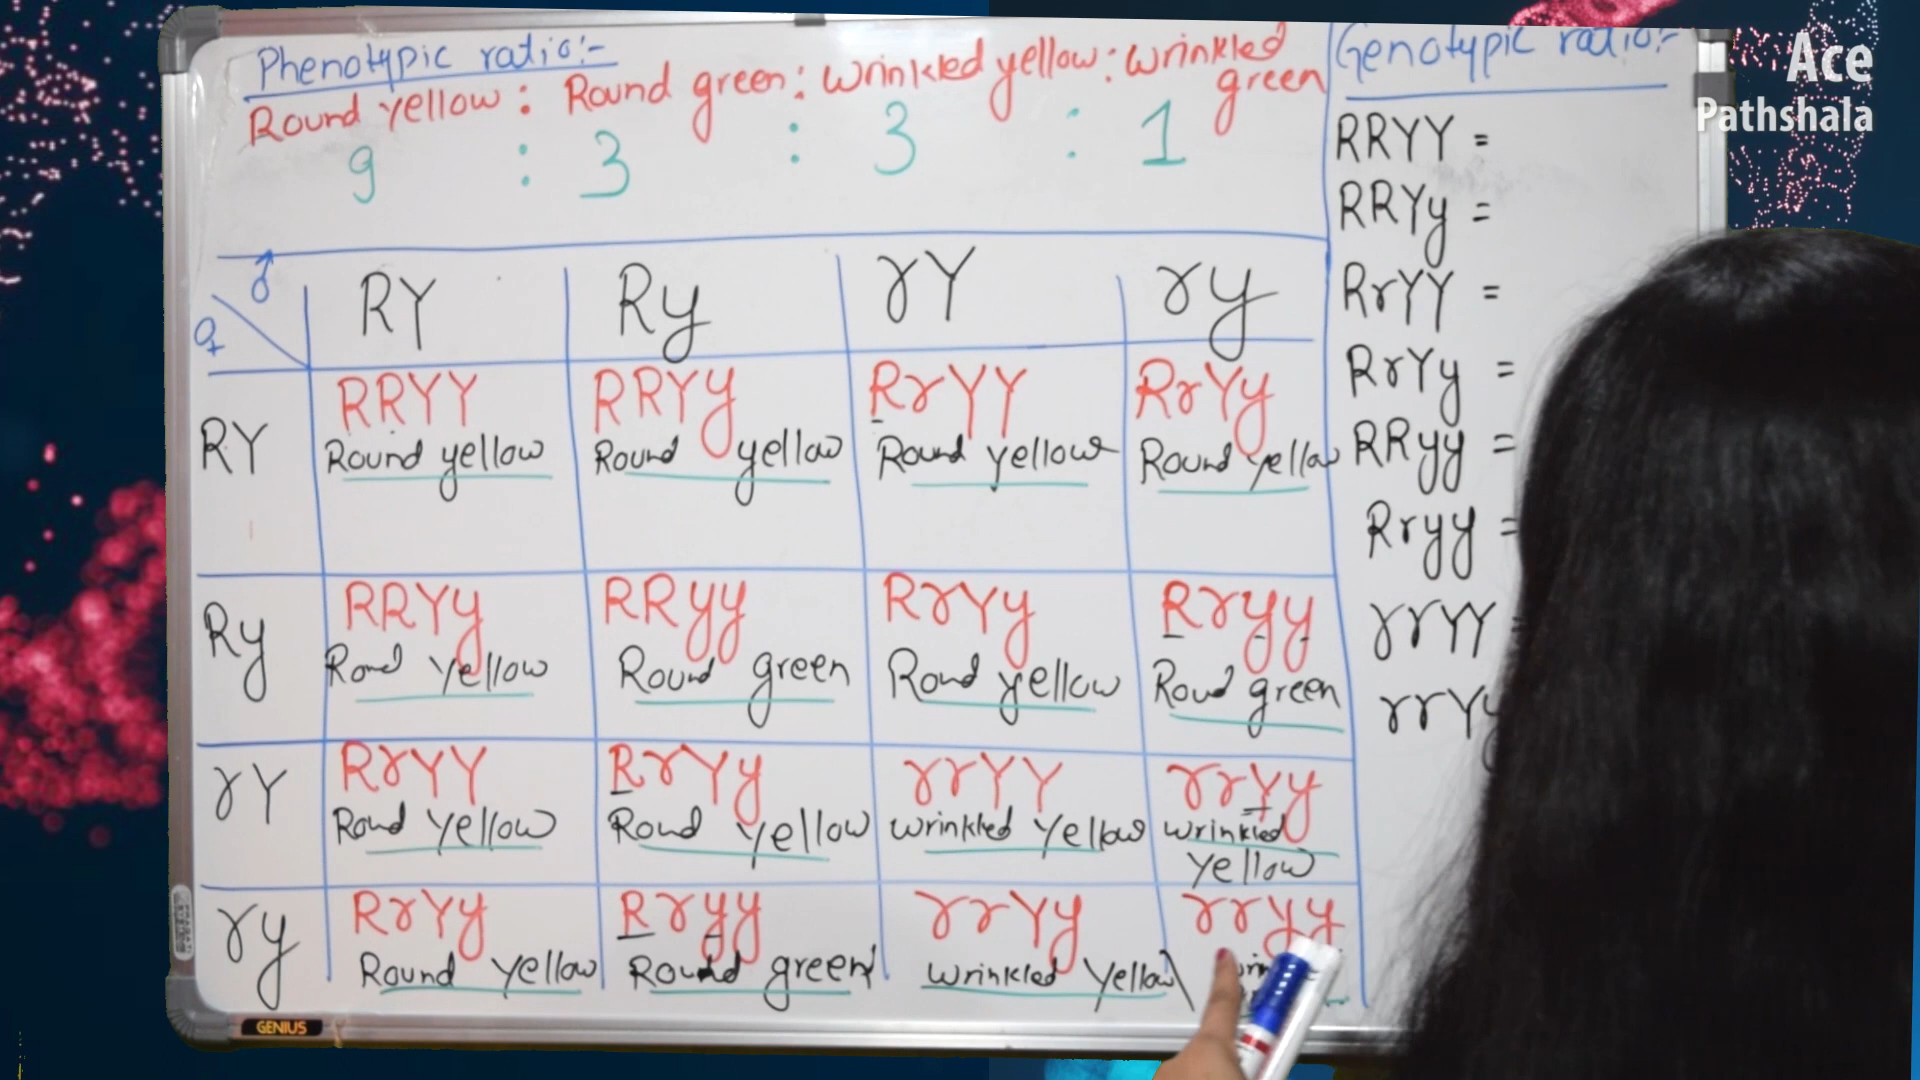 Phenotypic ratio:-
Round yellow : Round green : wrinkled yellow : wrinkled green
9 : 3 : 3 : 1
Genotypic ratio:-
RRYY =
RRYy =
RrYY =
RrYy =
RRyy =
Rryy =
rrYY =
rrYy
Ace
Pathshala
♂
♀
RY Ry rY ry
RY RRYY RRYy RrYY RrYy
Round yellow Round yellow Round yellow Round yellow
Ry RRYy RRyy RrYy Rryy
Round yellow Round green Round yellow Round green
rY RrYY RrYy rrYY rrYy
Round yellow Round yellow wrinkled yellow wrinkled yellow
ry RrYy Rryy rrYy rryy
Round yellow Round green wrinkled yellow
GENIUS